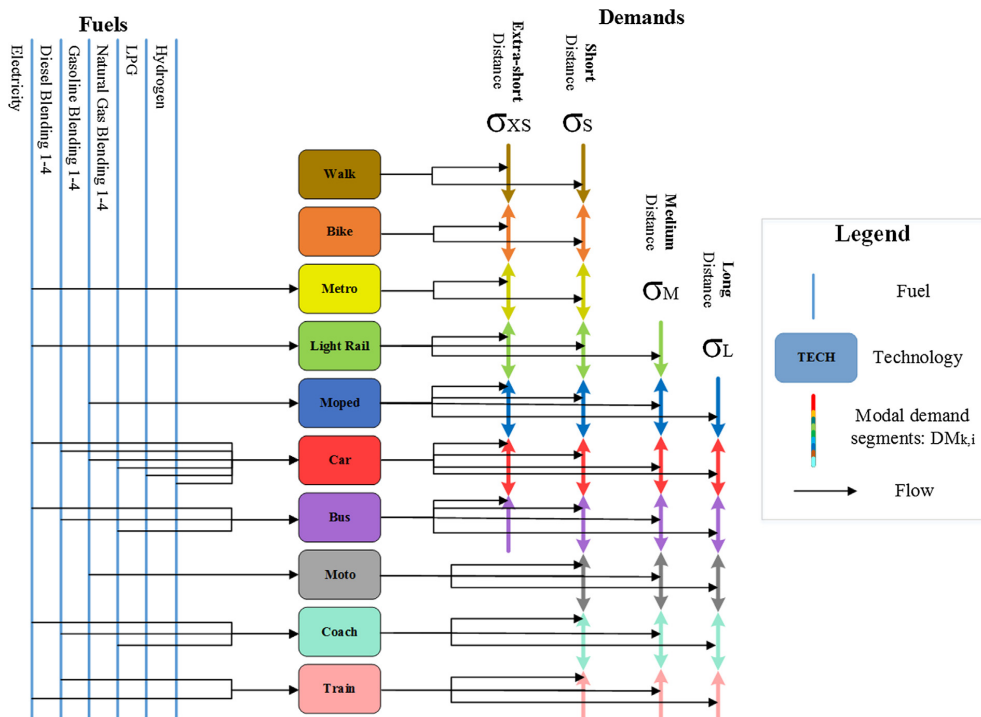 Fuels
Demands
Electricity
Diesel Blending 1-4
Gasoline Blending 1-4
Natural Gas Blending 1-4
LPG
Hydrogen
Extra-short
Distance
Short
Distance
σXS
σS
Medium
Distance
σM
Long
Distance
σL
Walk
Bike
Metro
Light Rail
Moped
Car
Bus
Moto
Coach
Train
Legend
Fuel
TECH
Technology
Modal demand
segments: DMk,i
Flow